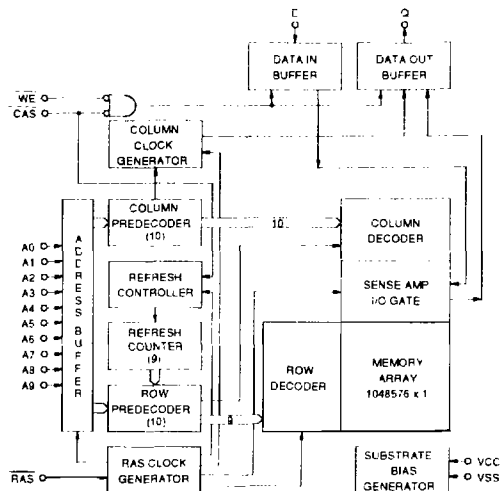 E
Q
DATA IN
BUFFER
DATA OUT
BUFFER
WE
CAS
COLUMN
CLOCK
GENERATOR
COLUMN
PREDECODER
(10)
10
COLUMN
DECODER
ADDRESS BUFFER
A0
A1
A2
A3
A4
A5
A6
A7
A8
A9
REFRESH
CONTROLLER
SENSE AMP
I/O GATE
REFRESH
COUNTER
(9)
ROW
PREDECODER
(10)
ROW
DECODER
MEMORY
ARRAY
1048576 x 1
RAS
RAS CLOCK
GENERATOR
SUBSTRATE
BIAS
GENERATOR
VCC
VSS